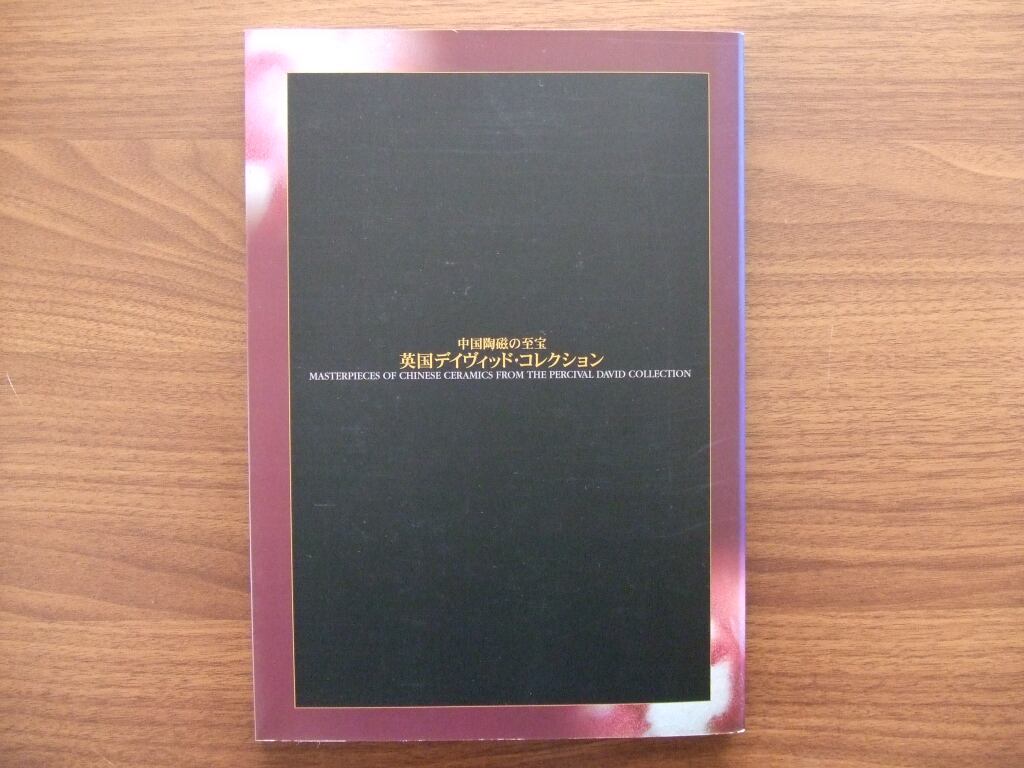 中国陶磁の至宝
英国デイヴィッド・コレクション
MASTERPIECES OF CHINESE CERAMICS FROM THE PERCIVAL DAVID COLLECTION